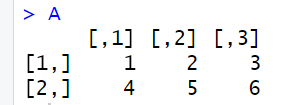 > A
     [,1] [,2] [,3]
[1,]    1    2    3
[2,]    4    5    6